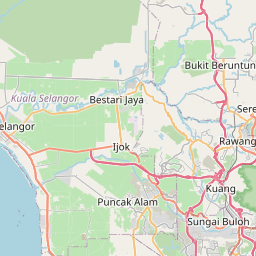 Bukit Beruntun
Kuala Selangor
Bestari Jaya
Sere
elangor
Ijok
Rawang
Kuang
Puncak Alam
Sungai Buloh